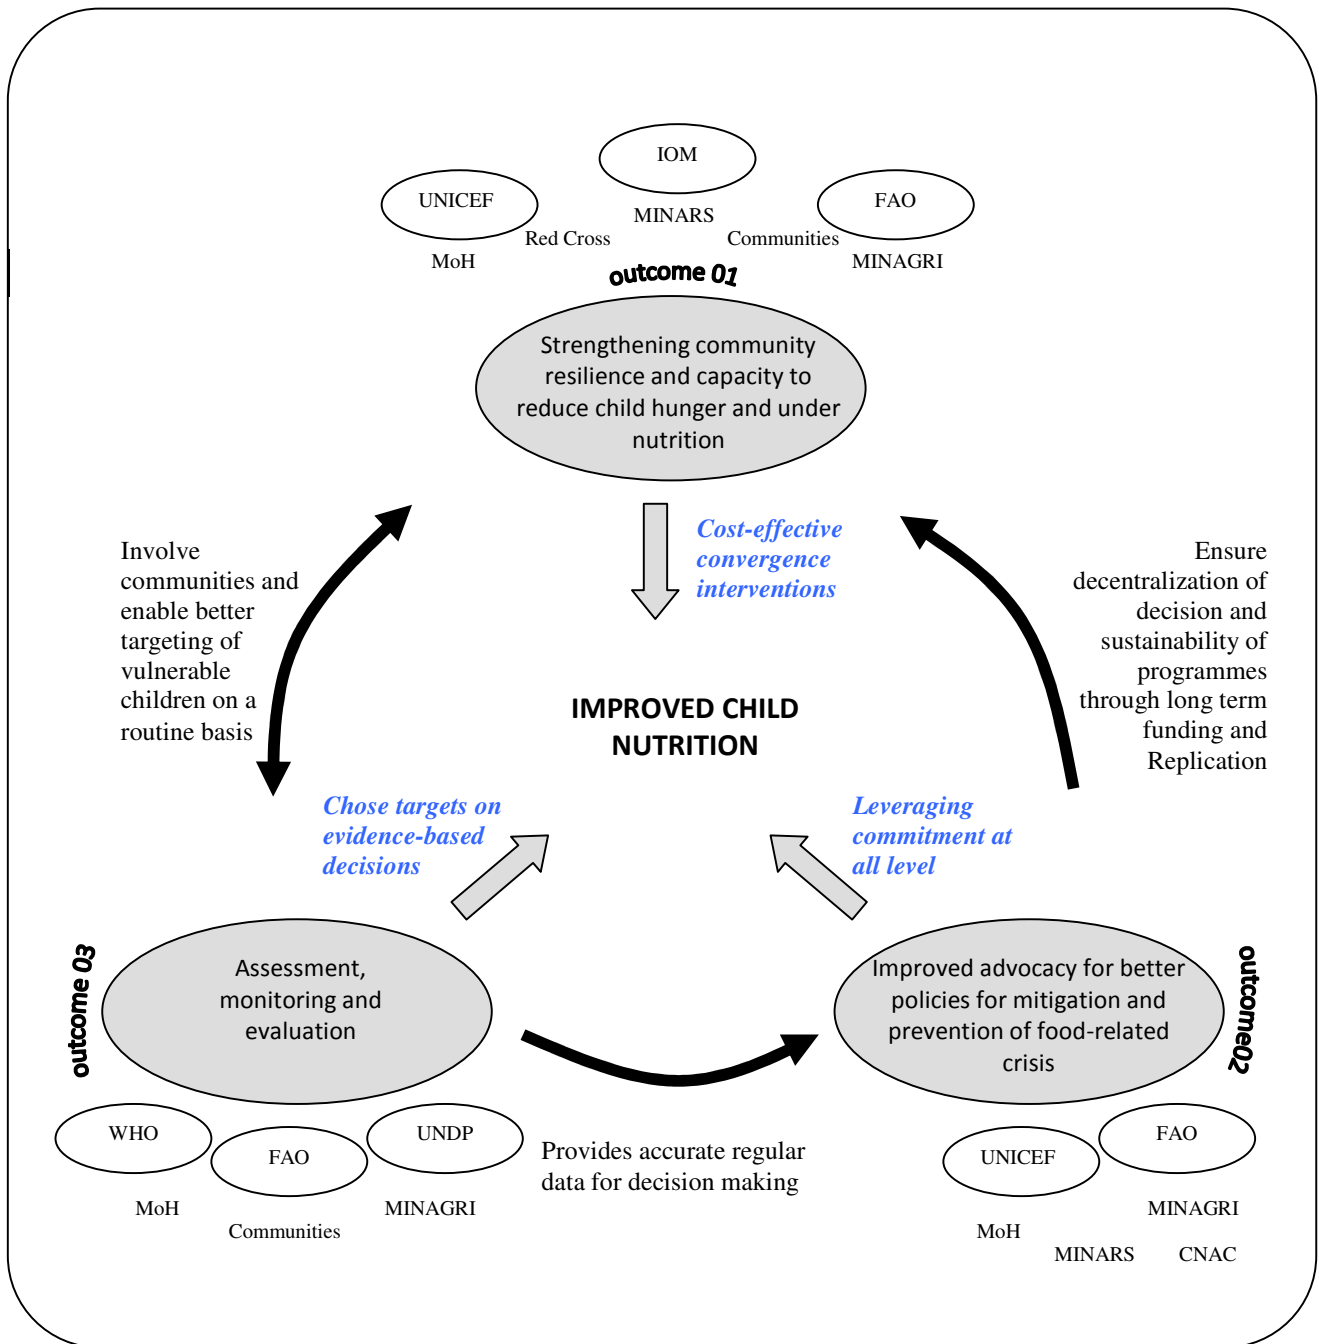 IOM
UNICEF
FAO
MINARS
Red Cross
Communities
MoH
MINAGRI
outcome 01
Strengthening community
resilience and capacity to
reduce child hunger and under
nutrition
Cost-effective
convergence
interventions
Involve
communities and
enable better
targeting of
vulnerable
children on a
routine basis
Ensure
decentralization of
decision and
sustainability of
programmes
through long term
funding and
Replication
IMPROVED CHILD
NUTRITION
Chose targets on
evidence-based
decisions
Leveraging
commitment at
all level
outcome 03
Assessment,
monitoring and
evaluation
Improved advocacy for better
policies for mitigation and
prevention of food-related
crisis
outcome02
WHO
FAO
UNDP
MoH
Communities
MINAGRI
Provides accurate regular
data for decision making
UNICEF
FAO
MoH
MINAGRI
MINARS
CNAC